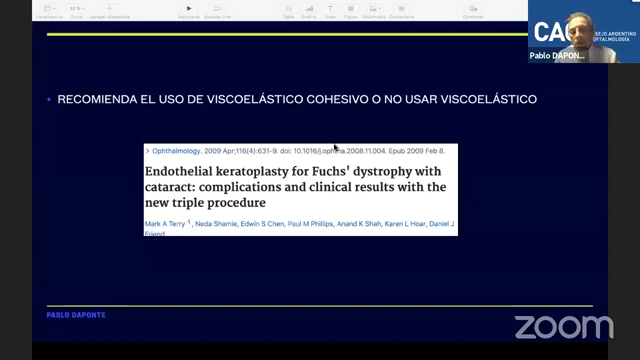 CAO
CONSEJO ARGENTINO
OFTALMOLOGÍA
Pablo DAPON...
• RECOMIENDA EL USO DE VISCOELÁSTICO COHESIVO O NO USAR VISCOELÁSTICO
> Ophthalmology. 2009 Apr;116(4):631-9. doi: 10.1016/j.ophtha.2008.11.004. Epub 2009 Feb 8.
Endothelial keratoplasty for Fuchs' dystrophy with
cataract: complications and clinical results with the
new triple procedure
Mark A Terry 1, Neda Shamie, Edwin S Chen, Paul M Phillips, Anand K Shah, Karen L Hoar, Daniel J
Friend
PABLO DAPONTE
zoom